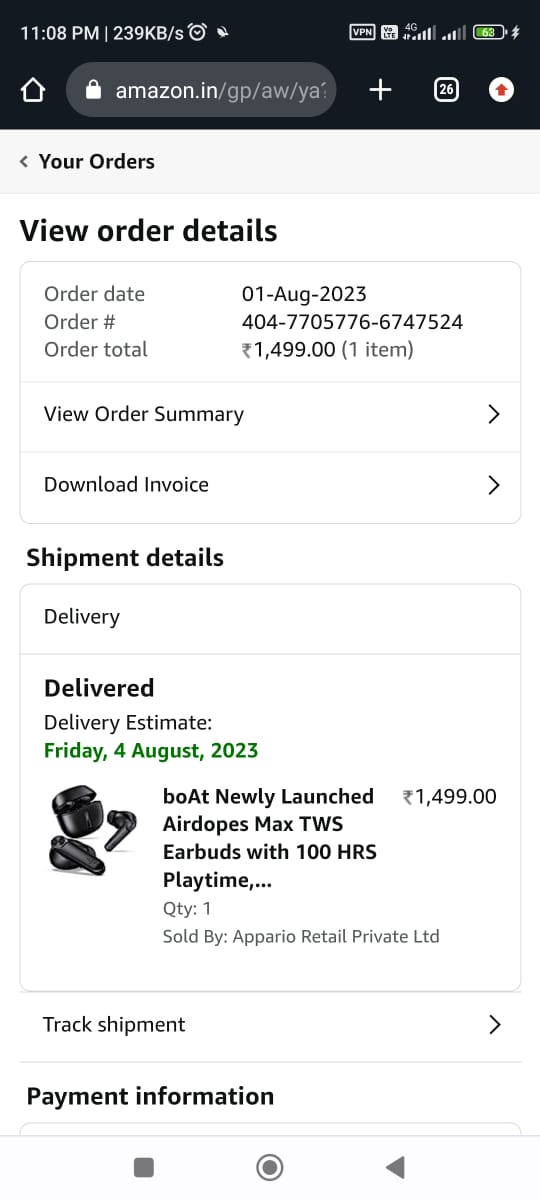 11:08 PM | 239KB/s
VPN
Vo LTE
4G
63
amazon.in/gp/aw/ya?
26
Your Orders
View order details
Order date 01-Aug-2023
Order # 404-7705776-6747524
Order total ₹1,499.00 (1 item)
View Order Summary
Download Invoice
Shipment details
Delivery
Delivered
Delivery Estimate:
Friday, 4 August, 2023
boAt Newly Launched ₹1,499.00
Airdopes Max TWS
Earbuds with 100 HRS
Playtime,...
Qty: 1
Sold By: Appario Retail Private Ltd
Track shipment
Payment information